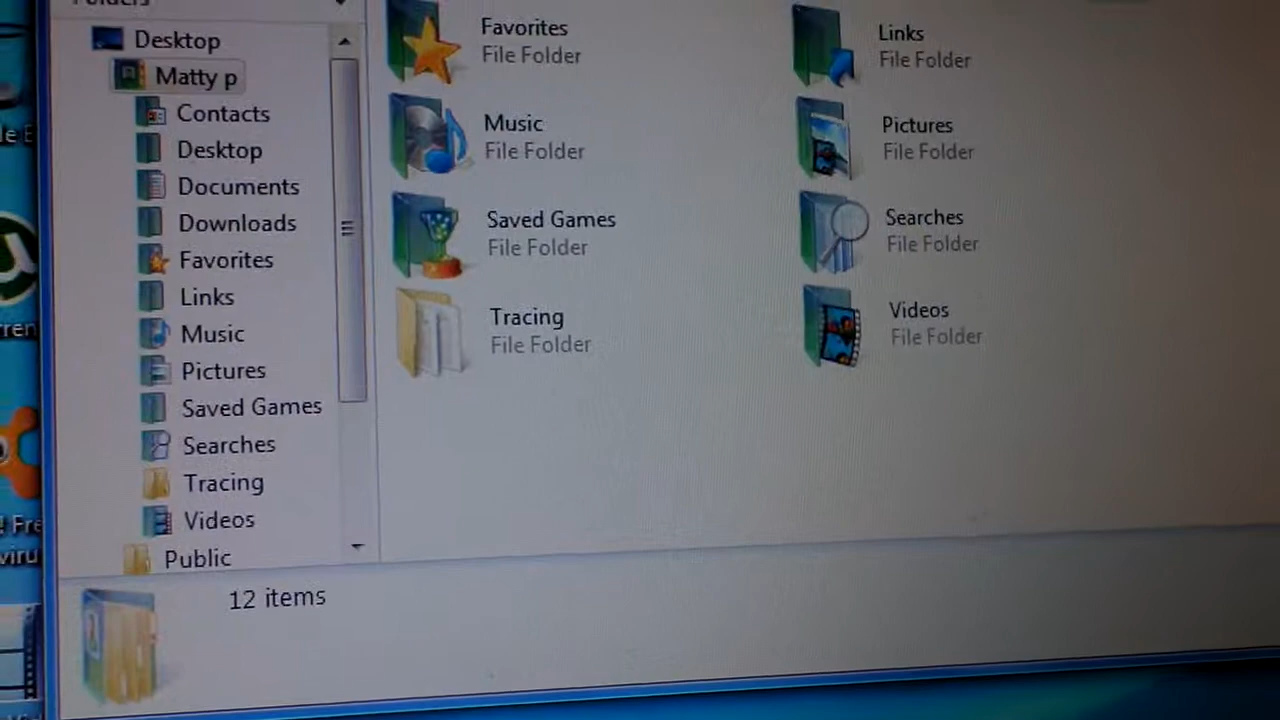 Folders
Desktop
Matty p
Contacts
Desktop
Documents
Downloads
Favorites
Links
Music
Pictures
Saved Games
Searches
Tracing
Videos
Public
Favorites
File Folder
Links
File Folder
Music
File Folder
Pictures
File Folder
Saved Games
File Folder
Searches
File Folder
Tracing
File Folder
Videos
File Folder
12 items